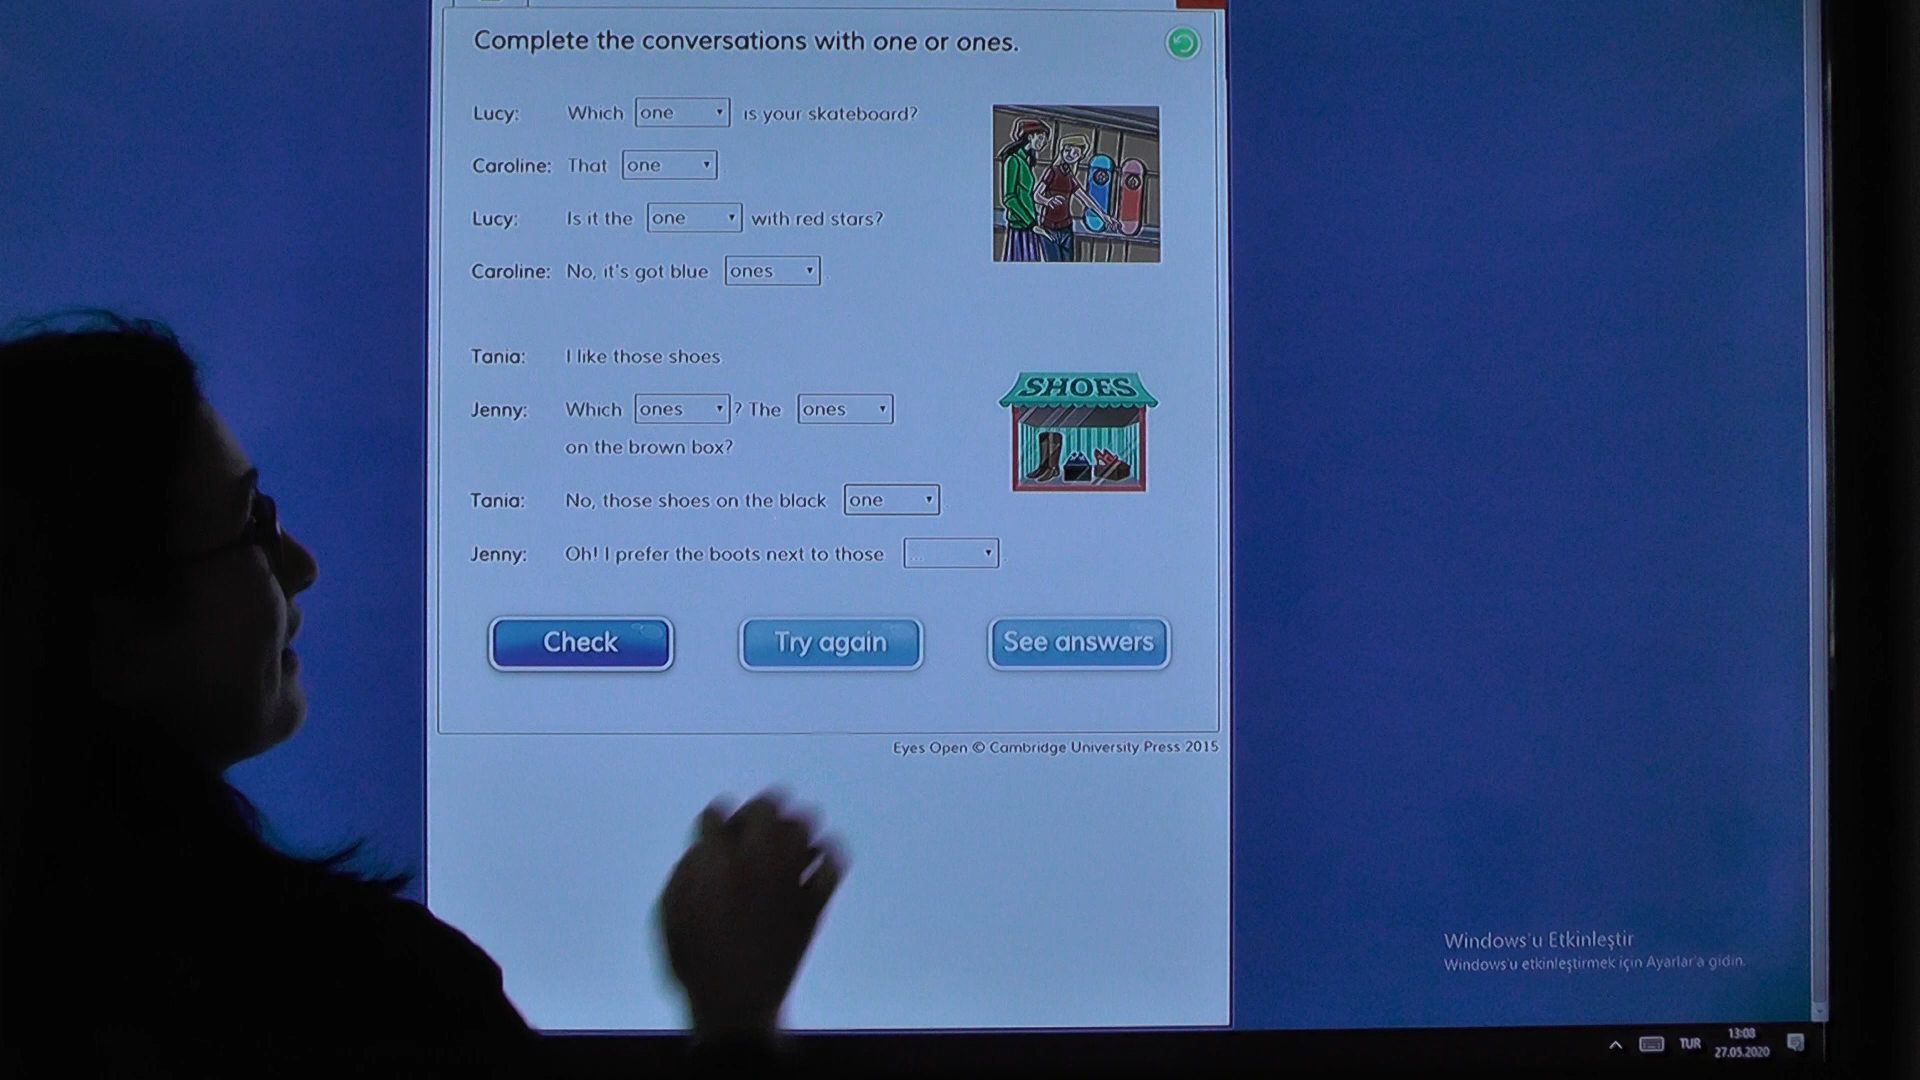 Complete the conversations with one or ones.
Lucy: Which one is your skateboard?
Caroline: That one
Lucy: Is it the one with red stars?
Caroline: No, it's got blue ones
Tania: I like those shoes
SHOES
Jenny: Which ones ? The ones
on the brown box?
Tania: No, those shoes on the black one
Jenny: Oh! I prefer the boots next to those ...
Check Try again See answers
Eyes Open © Cambridge University Press 2015
Windows'u Etkinleştir
Windows'u etkinleştirmek için Ayarlar'a gidin.
TUR 13:03
27.05.2020